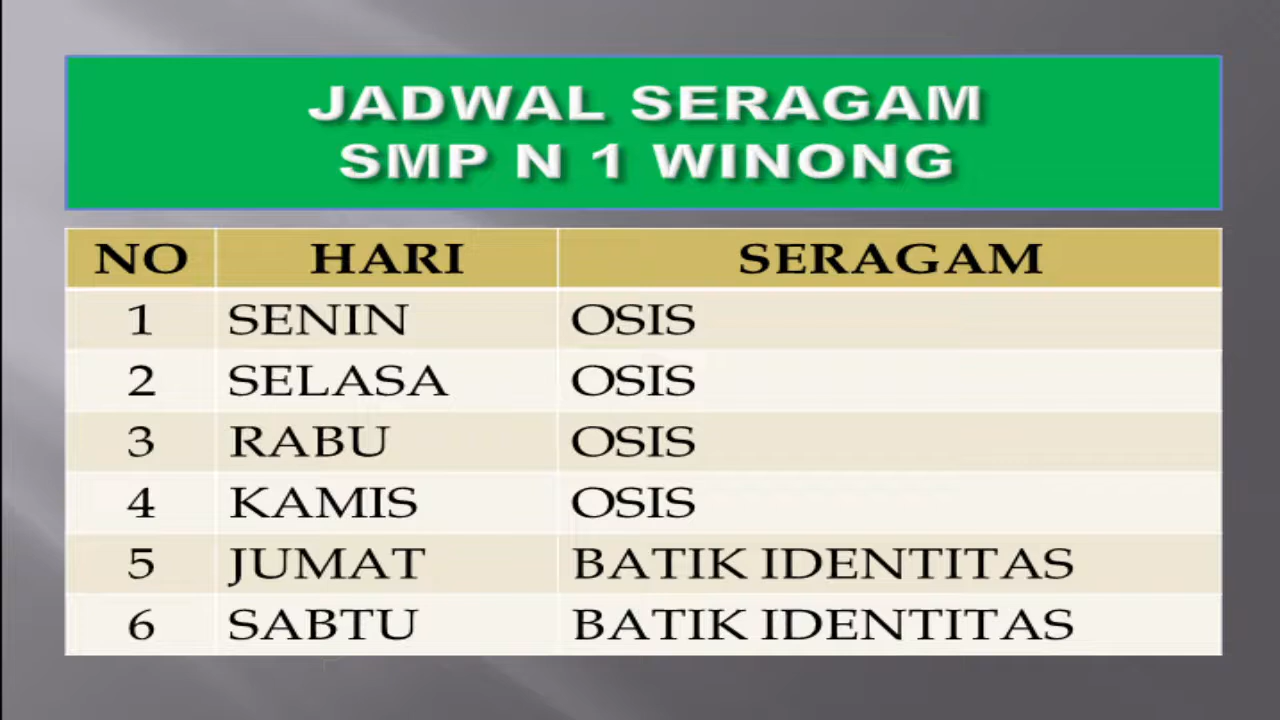 JADWAL SERAGAM
SMP N 1 WINONG
NO HARI SERAGAM
1 SENIN OSIS
2 SELASA OSIS
3 RABU OSIS
4 KAMIS OSIS
5 JUMAT BATIK IDENTITAS
6 SABTU BATIK IDENTITAS